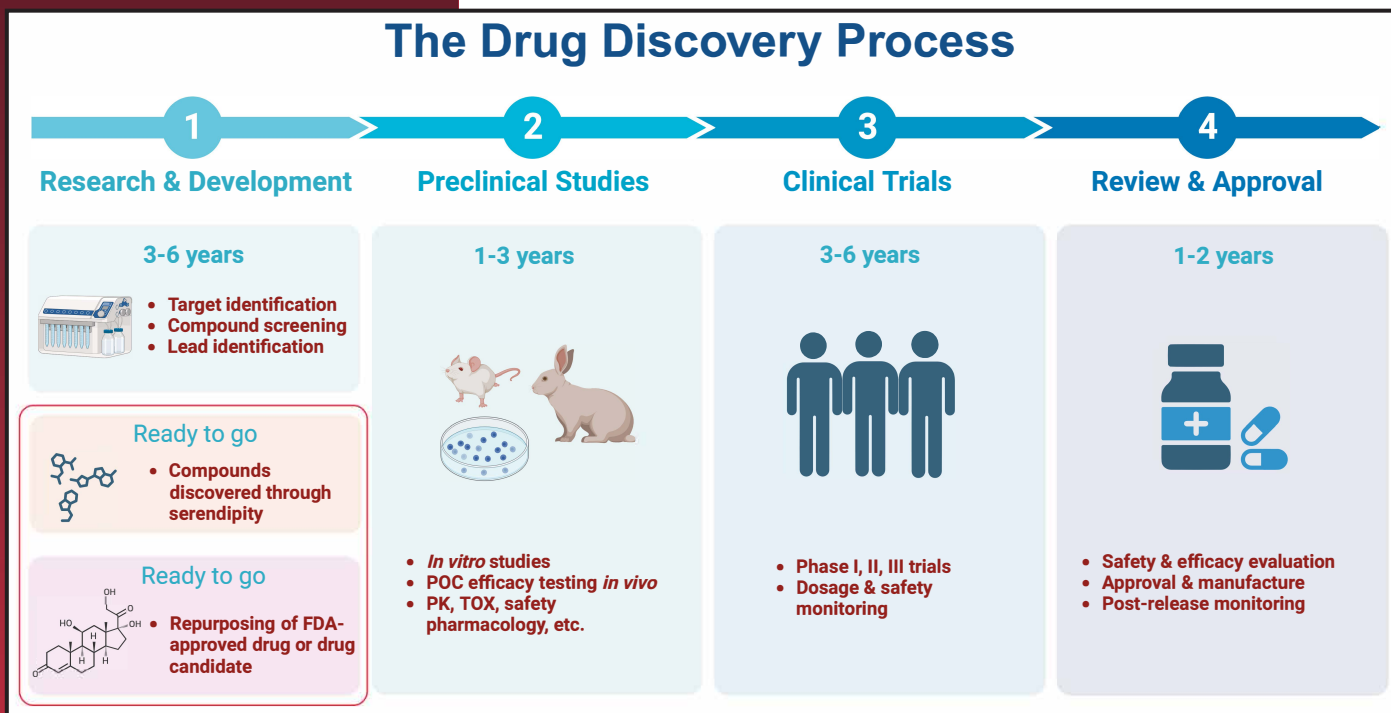 The Drug Discovery Process
1
2
3
4
Research & Development
Preclinical Studies
Clinical Trials
Review & Approval
3-6 years
• Target identification
• Compound screening
• Lead identification
Ready to go
• Compounds
discovered through
serendipity
Ready to go
OH
O
HO
OH
H
H
H
O
• Repurposing of FDA-
approved drug or drug
candidate
1-3 years
• In vitro studies
• POC efficacy testing in vivo
• PK, TOX, safety
pharmacology, etc.
3-6 years
• Phase I, II, III trials
• Dosage & safety
monitoring
1-2 years
• Safety & efficacy evaluation
• Approval & manufacture
• Post-release monitoring